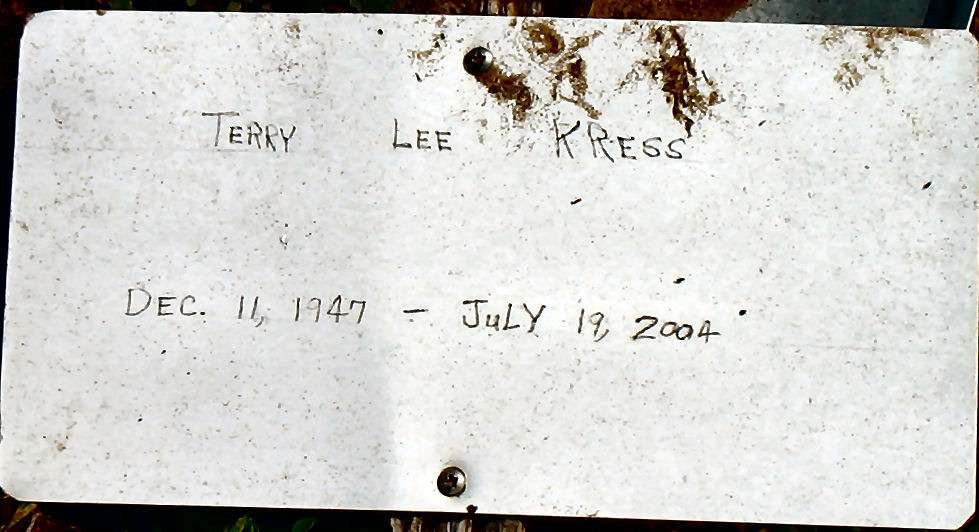 TERRY LEE KRESS
DEC. 11, 1947 - JULY 19, 2004